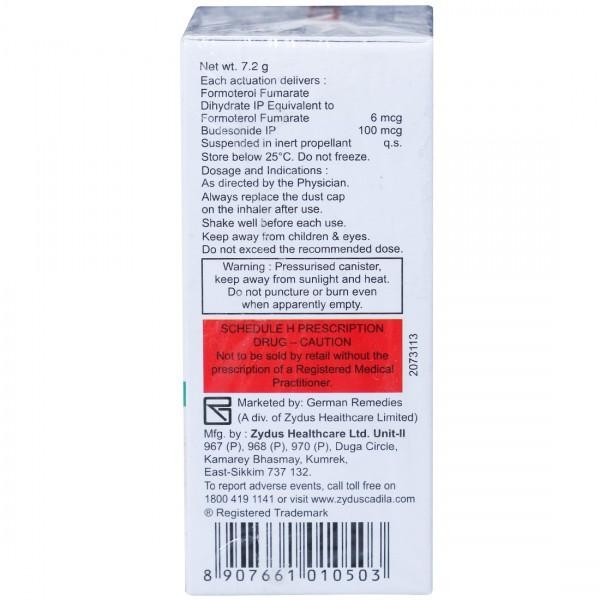 Net wt. 7.2 g
Each actuation delivers :
Formoterol Fumarate
Dihydrate IP Equivalent to
Formoterol Fumarate 6 mcg
Budesonide IP 100 mcg
Suspended in inert propellant q.s.
Store below 25°C. Do not freeze.
Dosage and Indications :
As directed by the Physician.
Always replace the dust cap
on the inhaler after use.
Shake well before each use.
Keep away from children & eyes.
Do not exceed the recommended dose.
Warning : Pressurised canister,
keep away from sunlight and heat.
Do not puncture or burn even
when apparently empty.
SCHEDULE H PRESCRIPTION
DRUG – CAUTION
Not to be sold by retail without the
prescription of a Registered Medical
Practitioner.
2073113
Marketed by: German Remedies
(A div. of Zydus Healthcare Limited)
Mfg. by : Zydus Healthcare Ltd. Unit-II
967 (P), 968 (P), 970 (P), Duga Circle,
Kamarey Bhasmay, Kumrek,
East-Sikkim 737 132.
To report adverse events, call toll free on
1800 419 1141 or visit www.zyduscadila.com
® Registered Trademark
8 907661 010503